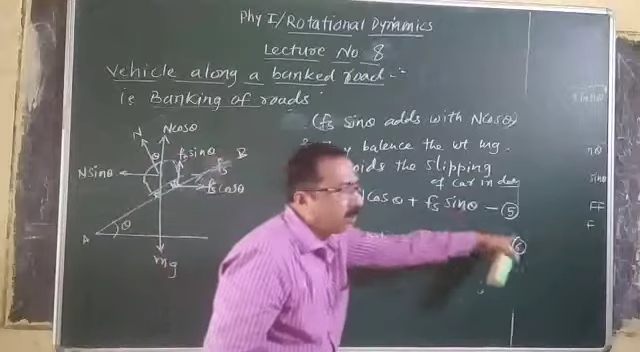 Phy I/Rotational Dynamics
Lecture No 8
Vehicle along a banked road :-
ie Banking of roads
(fs sinθ adds with Ncosθ)
balence the wt mg.
the slipping
of car in
cosθ + fs sinθ — ⑤
⑥
Ncosθ
N
θ
fs sinθ
fs
B
Nsinθ
fs cosθ
A
θ
mg
sinθ
FF
F